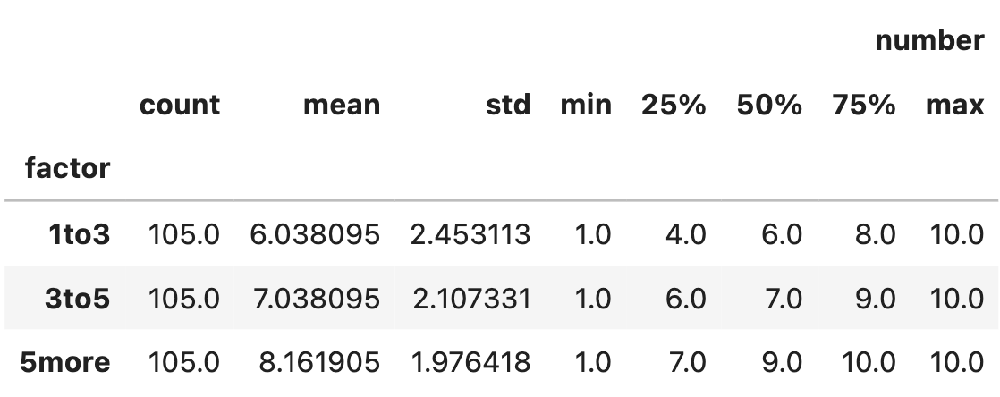 number
count mean std min 25% 50% 75% max
factor
1to3 105.0 6.038095 2.453113 1.0 4.0 6.0 8.0 10.0
3to5 105.0 7.038095 2.107331 1.0 6.0 7.0 9.0 10.0
5more 105.0 8.161905 1.976418 1.0 7.0 9.0 10.0 10.0